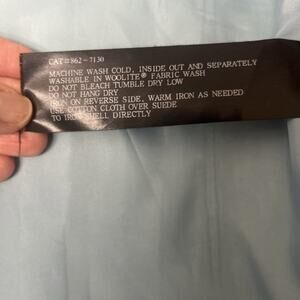 CAT#862-7130
MACHINE WASH COLD, INSIDE OUT AND SEPARATELY
WASHABLE IN WOOLITE® FABRIC WASH
DO NOT BLEACH TUMBLE DRY LOW
DO NOT HANG DRY
IRON ON REVERSE SIDE, WARM IRON AS NEEDED
USE COTTON CLOTH OVER SUEDE
TO IRON SHELL DIRECTLY